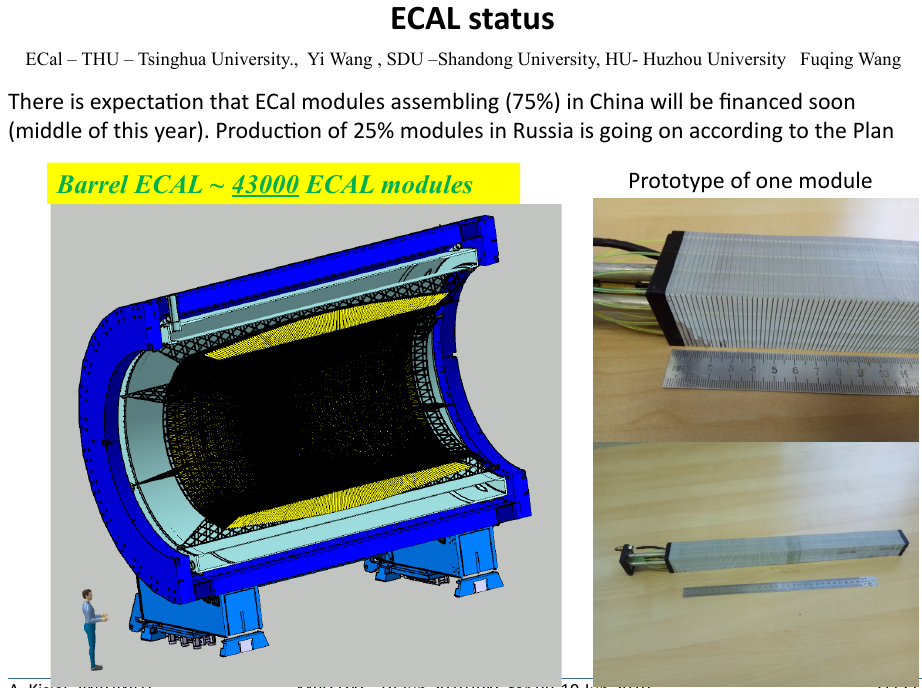 ECAL status
ECal – THU – Tsinghua University., Yi Wang , SDU –Shandong University, HU- Huzhou University Fuqing Wang
There is expectation that ECal modules assembling (75%) in China will be financed soon
(middle of this year). Production of 25% modules in Russia is going on according to the Plan
Barrel ECAL ~ 43000 ECAL modules
Prototype of one module